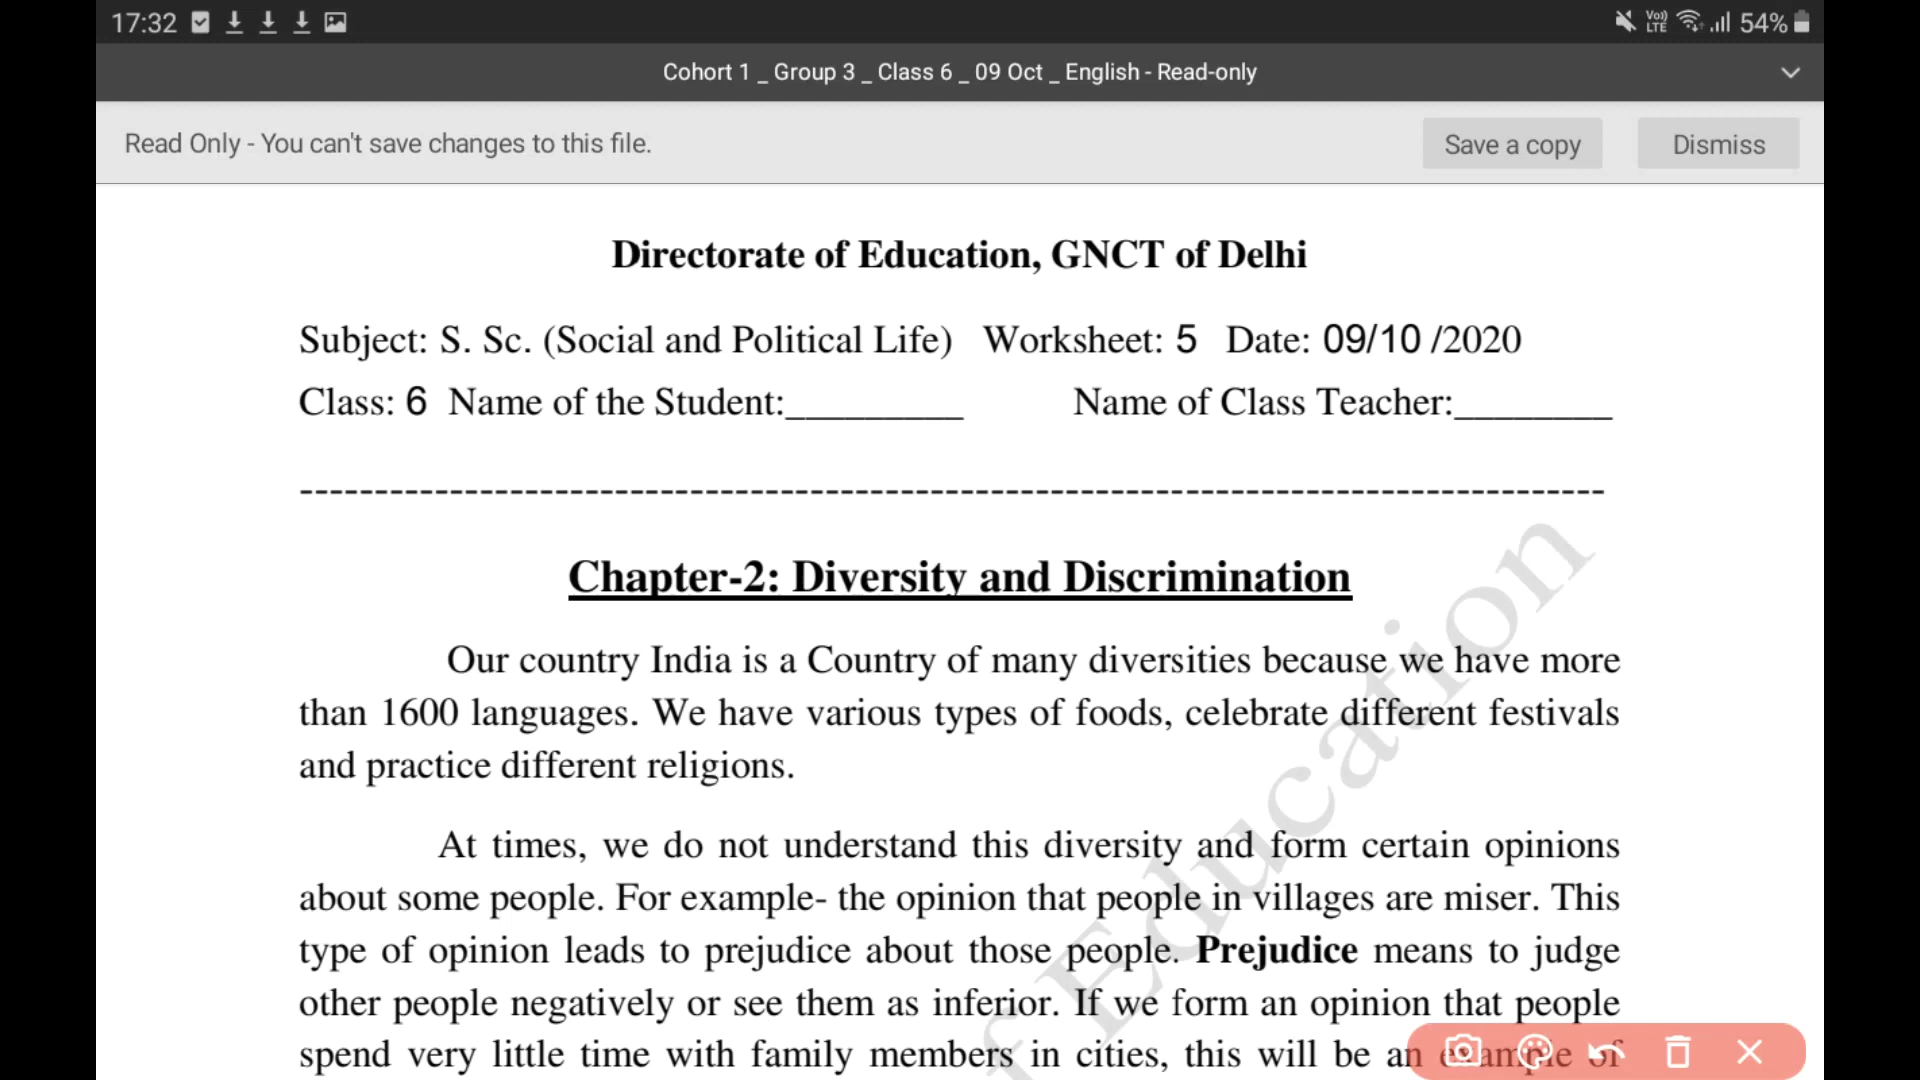 17:32 54%
Cohort 1 _ Group 3 _ Class 6 _ 09 Oct _ English - Read-only
Read Only - You can't save changes to this file. Save a copy Dismiss
Directorate of Education, GNCT of Delhi
Subject: S. Sc. (Social and Political Life) Worksheet: 5 Date: 09/10 /2020
Class: 6 Name of the Student:_________ Name of Class Teacher:________
Chapter-2: Diversity and Discrimination
Our country India is a Country of many diversities because we have more
than 1600 languages. We have various types of foods, celebrate different festivals
and practice different religions.
At times, we do not understand this diversity and form certain opinions
about some people. For example- the opinion that people in villages are miser. This
type of opinion leads to prejudice about those people. Prejudice means to judge
other people negatively or see them as inferior. If we form an opinion that people
spend very little time with family members in cities, this will be an example of
f Education